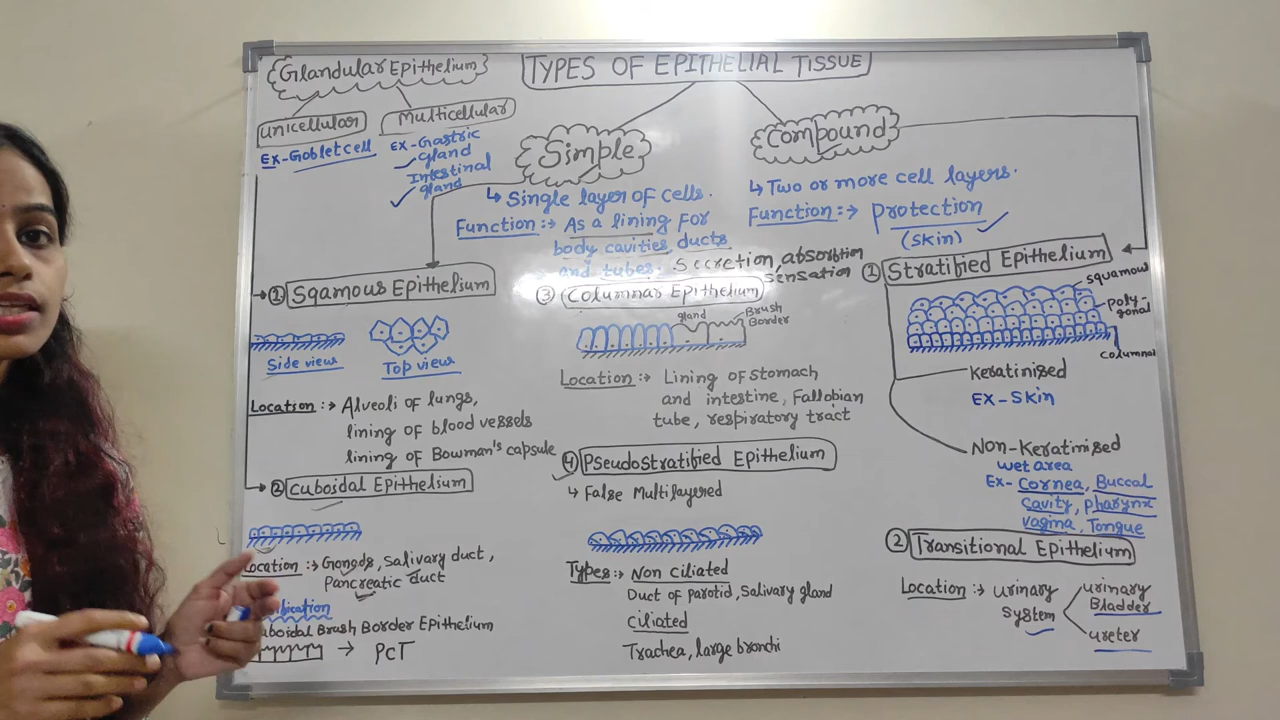 TYPES OF EPITHELIAL TISSUE
Glandular Epithelium
Unicellular
Ex-Goblet cell
Multicellular
Ex-Gastric
gland
Intestinal
gland
Simple
↳ Single layer of cells.
Function :→ As a lining for
body cavities, ducts
and tubes. Secretion, absorbtion
sensation
Compound
↳ Two or more cell layers.
Function :→ Protection
(skin)
① Sqamous Epithelium
Side view
Top view
Location :→ Alveoli of lungs,
lining of blood vessels
lining of Bowman's capsule
② Cuboidal Epithelium
Location :→ Gonods, Salivary duct,
Pancreatic duct
Cuboidal Brush Border Epithelium
→ PCT
③ Columnar Epithelium
gland
Brush
Border
Location :→ Lining of stomach
and intestine, Fallobian
tube, respiratory tract
④ Pseudostratified Epithelium
↳ False Multilayered
Types :→ Non ciliated
Duct of parotid, Salivary gland
ciliated
Trachea, large bronchi
① Stratified Epithelium
squamous
poly-
gonal
columnar
Keratinised
EX-Skin
Non-Keratinised
Wet area
Ex- Cornea, Buccal
cavity, Pharynx
vagina, Tongue
② Transitional Epithelium
Location :→ urinary
System
urinary
Bladder
ureter